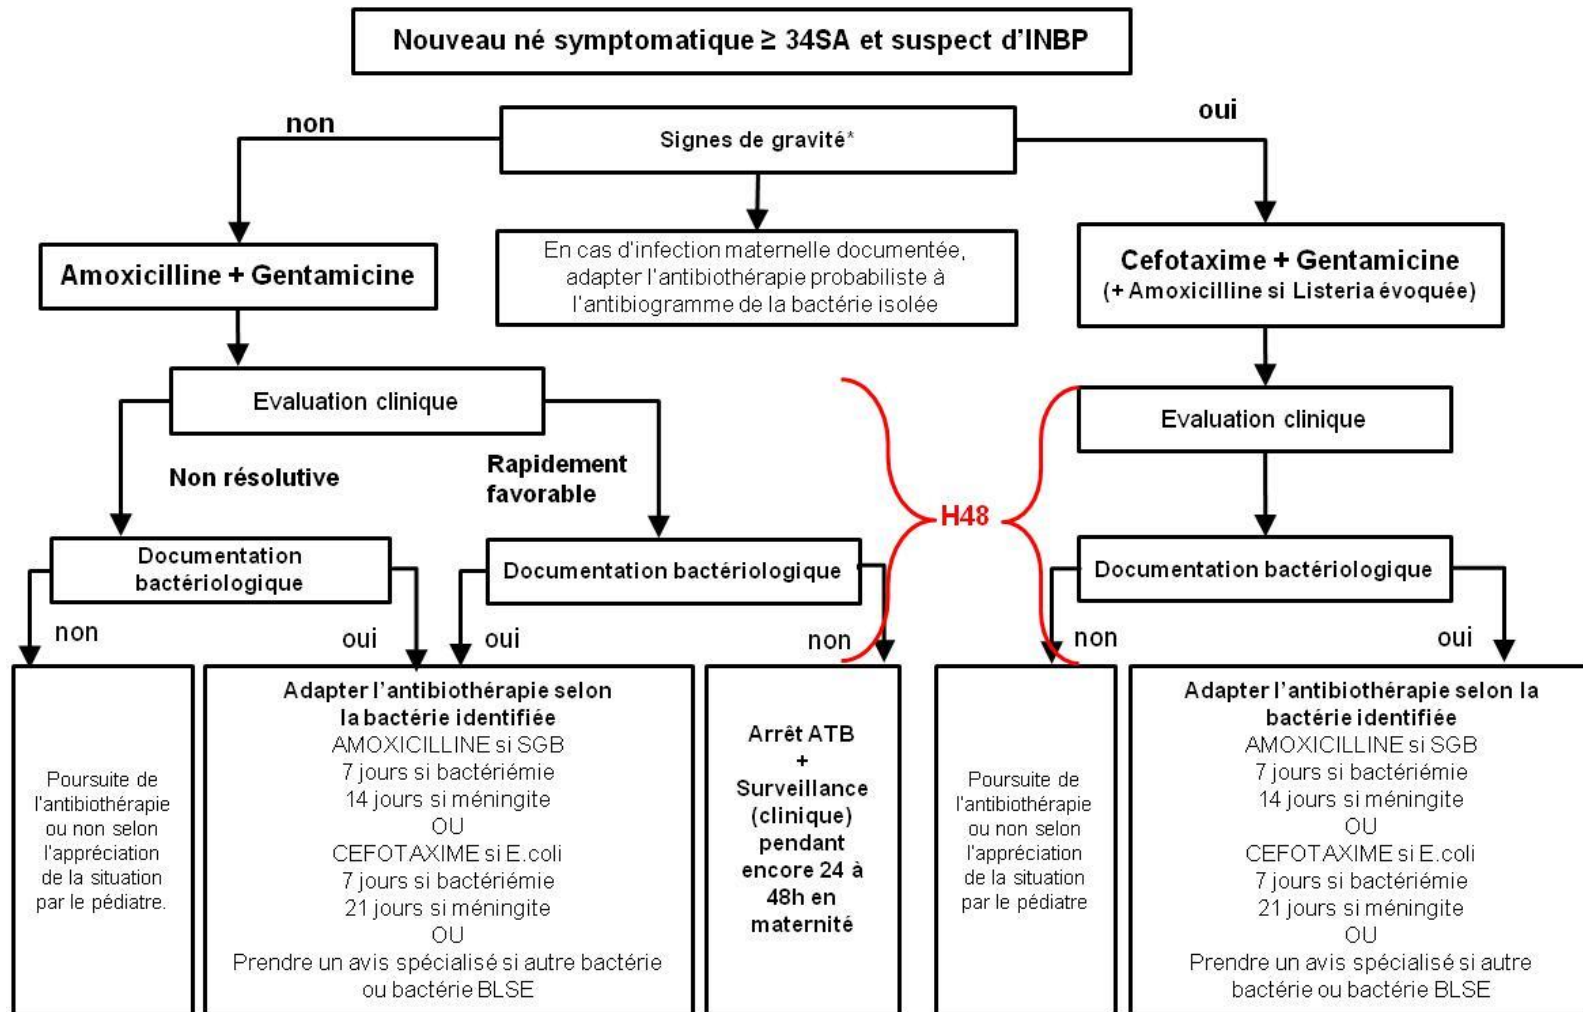 Nouveau né symptomatique ≥ 34SA et suspect d'INBP
non
oui
Signes de gravité*
Amoxicilline + Gentamicine
En cas d'infection maternelle documentée,
adapter l'antibiothérapie probabiliste à
l'antibiogramme de la bactérie isolée
Cefotaxime + Gentamicine
(+ Amoxicilline si Listeria évoquée)
Evaluation clinique
Evaluation clinique
Non résolutive
Rapidement
favorable
H48
Documentation
bactériologique
Documentation bactériologique
Documentation bactériologique
non
oui
oui
non
non
oui
Poursuite de
l'antibiothérapie
ou non selon
l'appréciation
de la situation
par le pédiatre.
Adapter l'antibiothérapie selon
la bactérie identifiée
AMOXICILLINE si SGB
7 jours si bactériémie
14 jours si méningite
OU
CEFOTAXIME si E.coli
7 jours si bactériémie
21 jours si méningite
OU
Prendre un avis spécialisé si autre bactérie
ou bactérie BLSE
Arrêt ATB
+
Surveillance
(clinique)
pendant
encore 24 à
48h en
maternité
Poursuite de
l'antibiothérapie
ou non selon
l'appréciation
de la situation
par le pédiatre
Adapter l'antibiothérapie selon la
bactérie identifiée
AMOXICILLINE si SGB
7 jours si bactériémie
14 jours si méningite
OU
CEFOTAXIME si E.coli
7 jours si bactériémie
21 jours si méningite
OU
Prendre un avis spécialisé si autre
bactérie ou bactérie BLSE